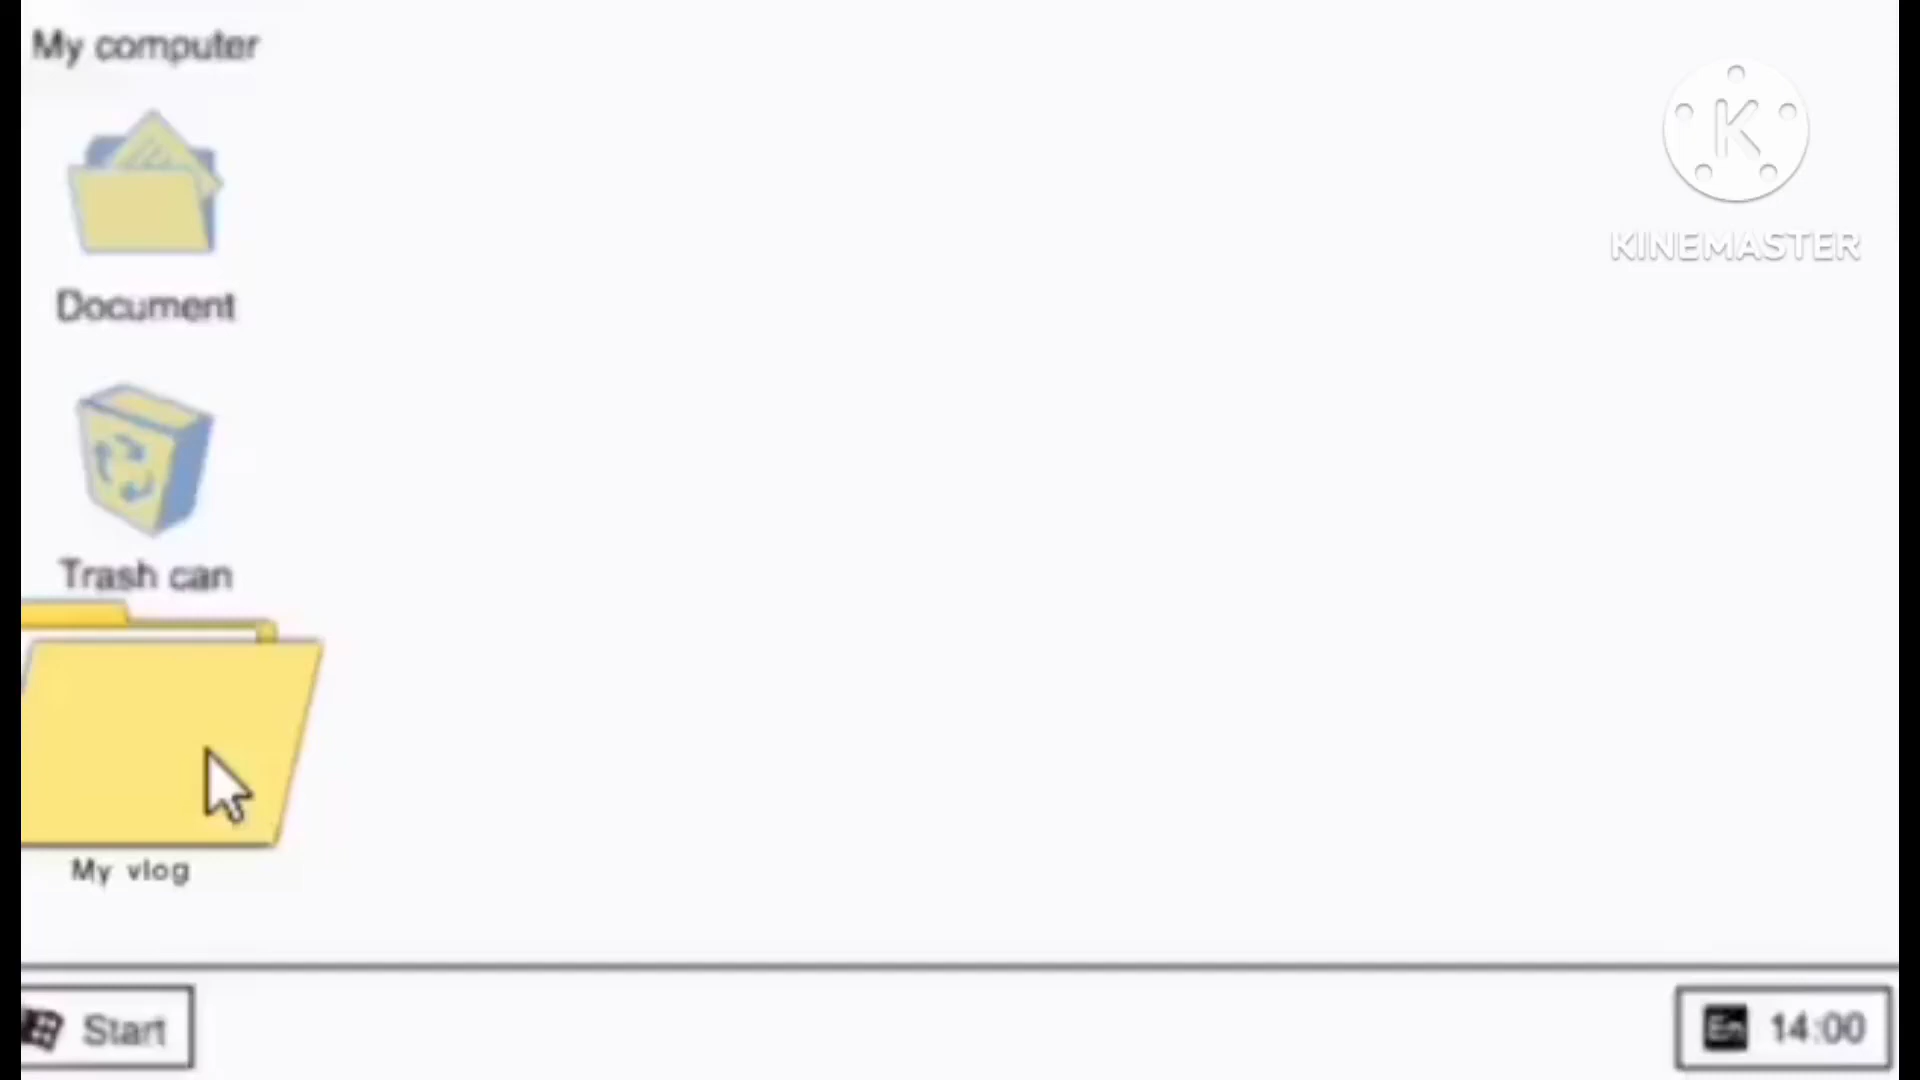 My computer
K
KINEMASTER
Document
Trash can
My vlog
Start
En 14:00